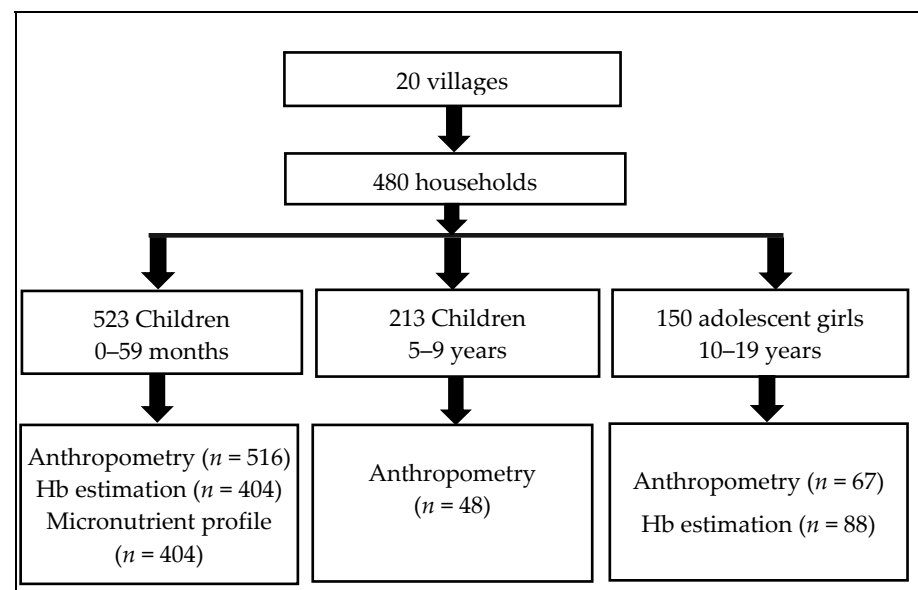 20 villages
480 households
523 Children
0–59 months
213 Children
5–9 years
150 adolescent girls
10–19 years
Anthropometry (n = 516)
Hb estimation (n = 404)
Micronutrient profile
(n = 404)
Anthropometry
(n = 48)
Anthropometry (n = 67)
Hb estimation (n = 88)